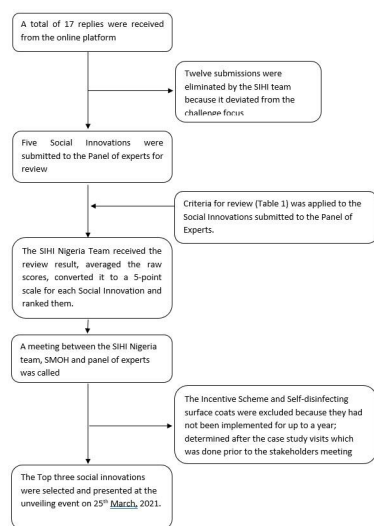 A total of 17 replies were received
from the online platform
Twelve submissions were
eliminated by the SIHI team
because it deviated from the
challenge focus
Five Social Innovations were
submitted to the Panel of experts for
review
Criteria for review (Table 1) was applied to the
Social Innovations submitted to the Panel of
Experts.
The SIHI Nigeria Team received the
review result, averaged the raw
scores, converted it to a 5-point
scale for each Social Innovation and
ranked them.
A meeting between the SIHI Nigeria
team, SMOH and panel of experts
was called
The Incentive Scheme and Self-disinfecting
surface coats were excluded because they had
not been implemented for up to a year;
determined after the case study visits which
was done prior to the stakeholders meeting
The Top three social innovations
were selected and presented at the
unveiling event on 25th March, 2021.